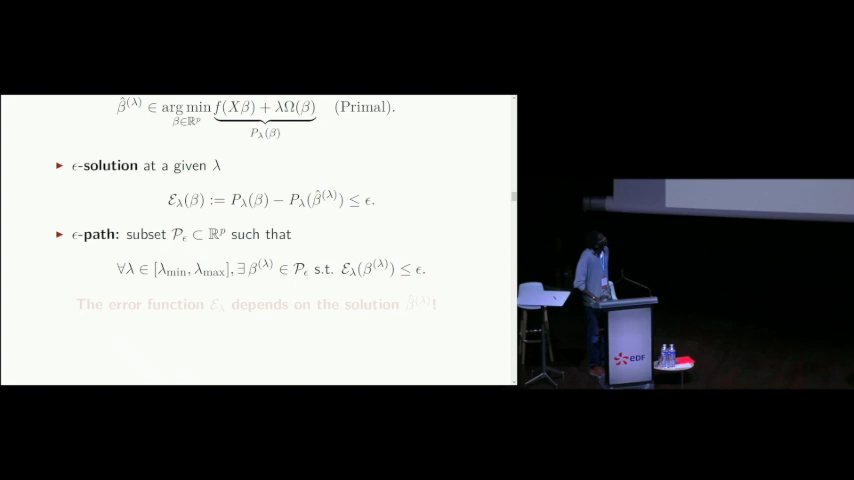 β̂^(λ) ∈ arg min f(Xβ) + λΩ(β) (Primal).
β∈ℝ^p
P_λ(β)
▶ ϵ-solution at a given λ
ℰ_λ(β) := P_λ(β) − P_λ(β̂^(λ)) ≤ ϵ.
▶ ϵ-path: subset 𝒫_ϵ ⊂ ℝ^p such that
∀λ ∈ [λ_min, λ_max], ∃ β^(λ) ∈ 𝒫_ϵ s.t. ℰ_λ(β^(λ)) ≤ ϵ.
The error function ℰ_λ depends on the solution β̂^(λ)!
eDF